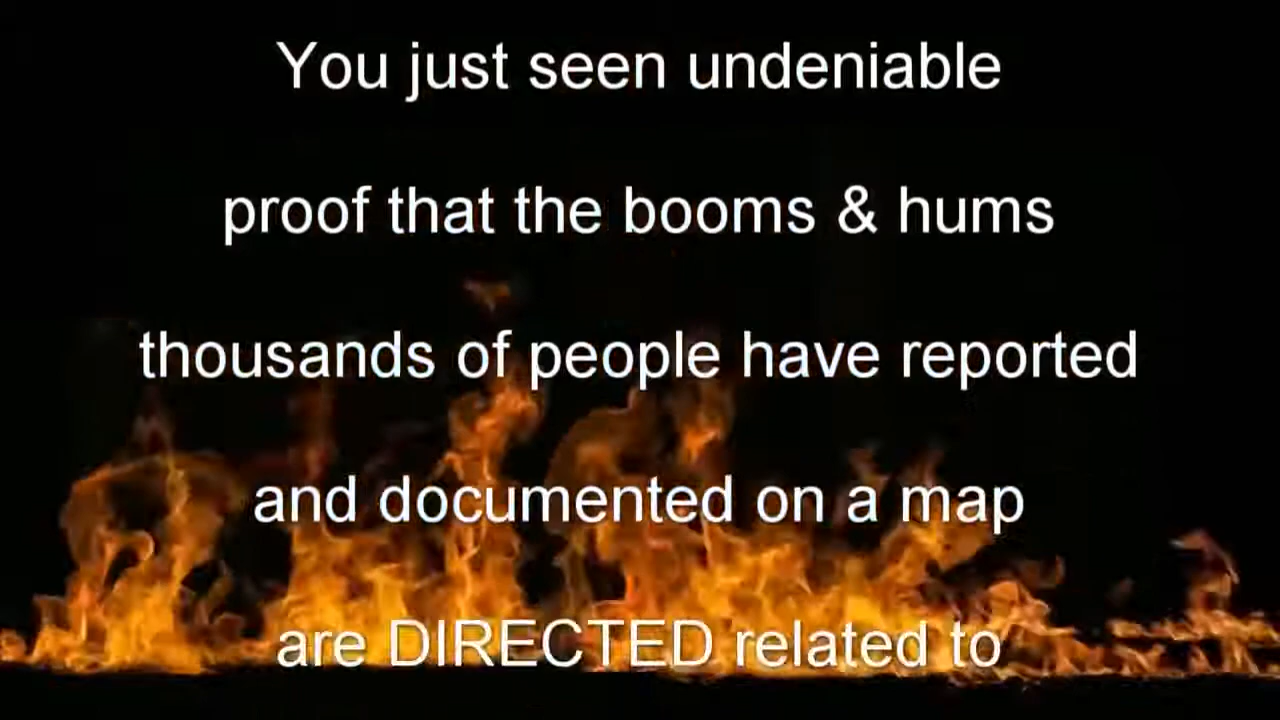 You just seen undeniable
proof that the booms & hums
thousands of people have reported
and documented on a map
are DIRECTED related to